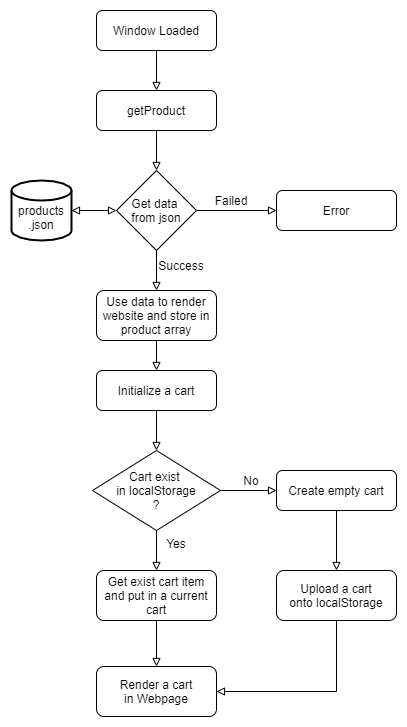 Window Loaded
getProduct
Get data
from json
products
.json
Failed
Error
Success
Use data to render
website and store in
product array
Initialize a cart
Cart exist
in localStorage
?
No
Create empty cart
Yes
Get exist cart item
and put in a current
cart
Upload a cart
onto localStorage
Render a cart
in Webpage